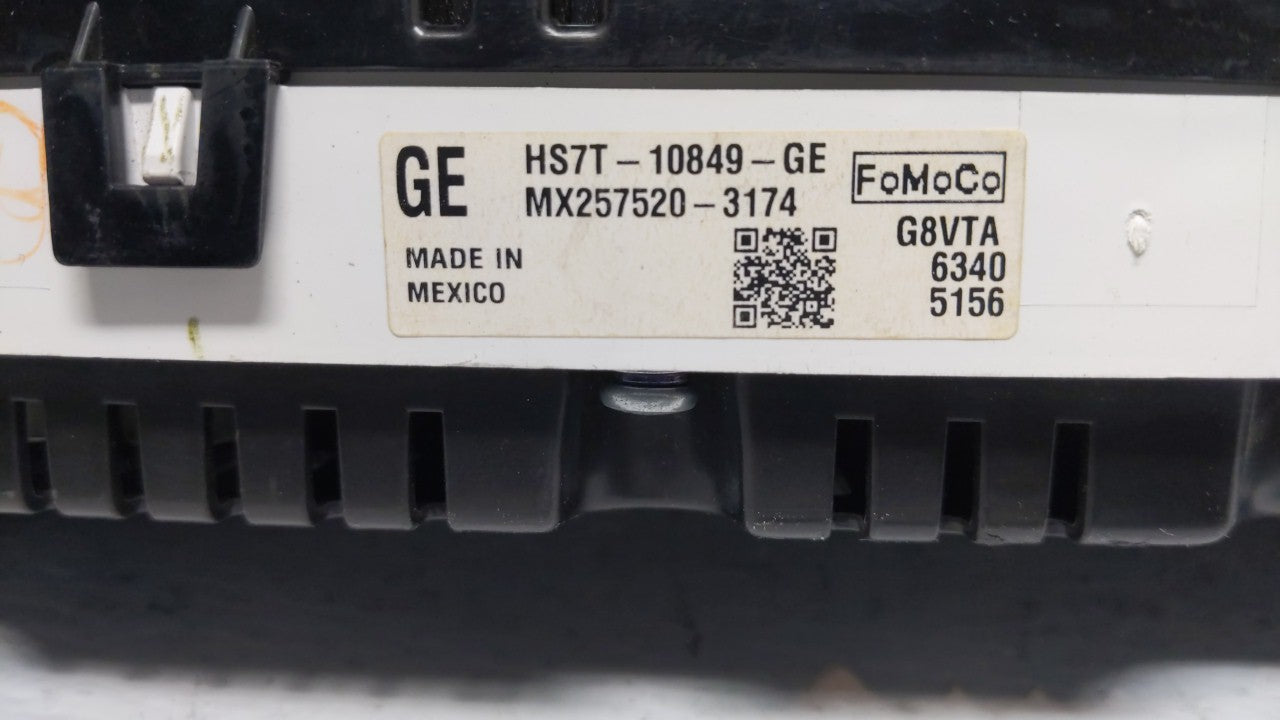 GE
HS7T-10849-GE
MX257520-3174
FoMoCo
G8VTA
6340
5156
MADE IN
MEXICO